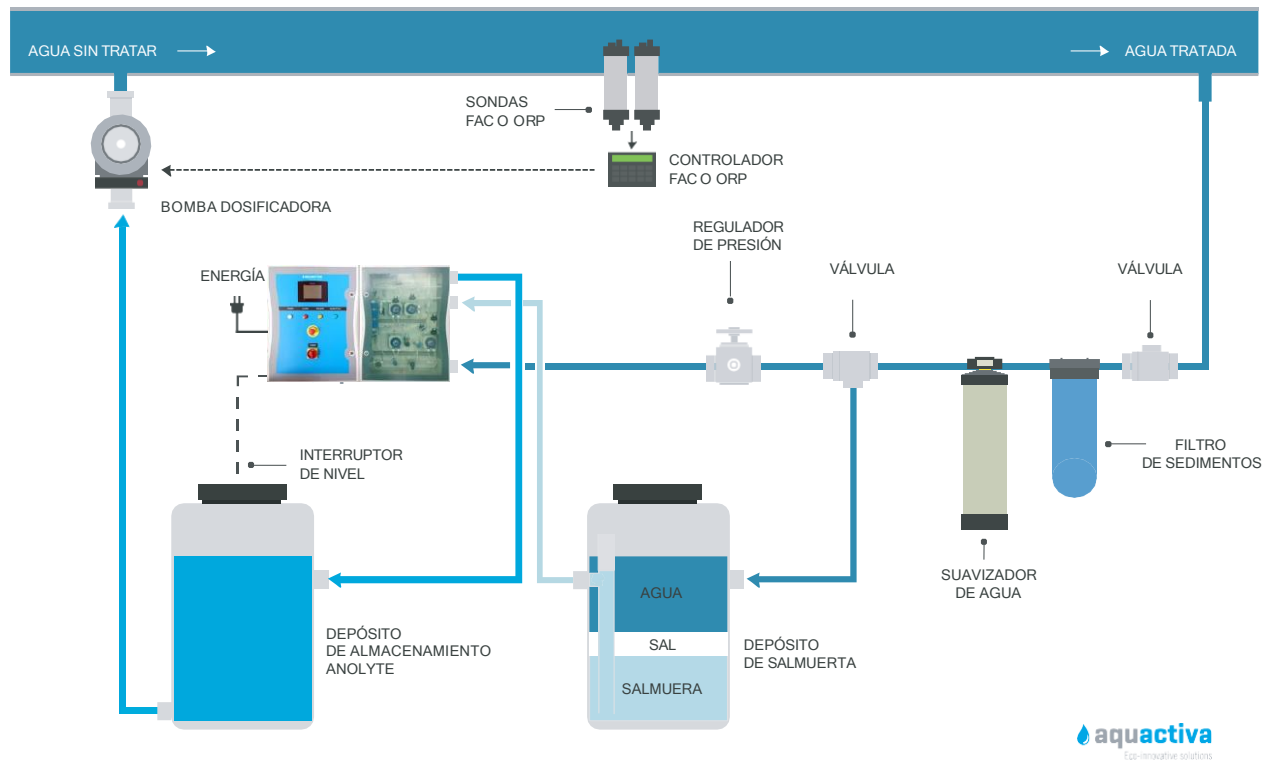 AGUA SIN TRATAR
AGUA TRATADA
SONDAS
FAC O ORP
CONTROLADOR
FAC O ORP
BOMBA DOSIFICADORA
REGULADOR
DE PRESIÓN
VÁLVULA
VÁLVULA
ENERGÍA
INTERRUPTOR
DE NIVEL
FILTRO
DE SEDIMENTOS
SUAVIZADOR
DE AGUA
AGUA
SAL
SALMUERA
DEPÓSITO
DE ALMACENAMIENTO
ANOLYTE
DEPÓSITO
DE SALMUERTA
aquactiva
Eco-innovative solutions